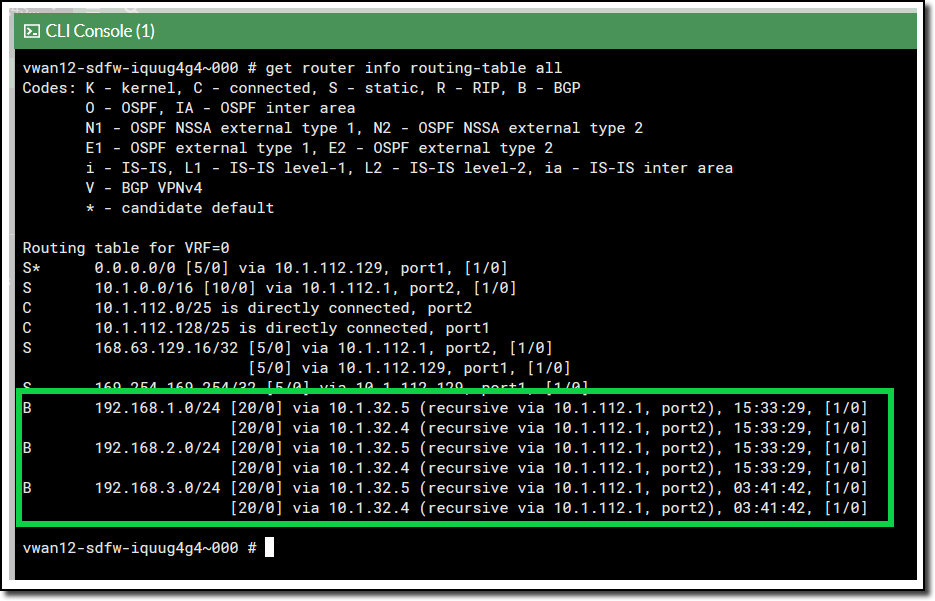 CLI Console (1)
vwan12-sdfw-iquug4g4~000 # get router info routing-table all
Codes: K - kernel, C - connected, S - static, R - RIP, B - BGP
       O - OSPF, IA - OSPF inter area
       N1 - OSPF NSSA external type 1, N2 - OSPF NSSA external type 2
       E1 - OSPF external type 1, E2 - OSPF external type 2
       i - IS-IS, L1 - IS-IS level-1, L2 - IS-IS level-2, ia - IS-IS inter area
       V - BGP VPNv4
       * - candidate default
Routing table for VRF=0
S*      0.0.0.0/0 [5/0] via 10.1.112.129, port1, [1/0]
S       10.1.0.0/16 [10/0] via 10.1.112.1, port2, [1/0]
C       10.1.112.0/25 is directly connected, port2
C       10.1.112.128/25 is directly connected, port1
S       168.63.129.16/32 [5/0] via 10.1.112.1, port2, [1/0]
                         [5/0] via 10.1.112.129, port1, [1/0]
S       169.254.169.254/32 [5/0] via 10.1.112.129, port1, [1/0]
B       192.168.1.0/24 [20/0] via 10.1.32.5 (recursive via 10.1.112.1, port2), 15:33:29, [1/0]
                       [20/0] via 10.1.32.4 (recursive via 10.1.112.1, port2), 15:33:29, [1/0]
B       192.168.2.0/24 [20/0] via 10.1.32.5 (recursive via 10.1.112.1, port2), 15:33:29, [1/0]
                       [20/0] via 10.1.32.4 (recursive via 10.1.112.1, port2), 15:33:29, [1/0]
B       192.168.3.0/24 [20/0] via 10.1.32.5 (recursive via 10.1.112.1, port2), 03:41:42, [1/0]
                       [20/0] via 10.1.32.4 (recursive via 10.1.112.1, port2), 03:41:42, [1/0]
vwan12-sdfw-iquug4g4~000 #